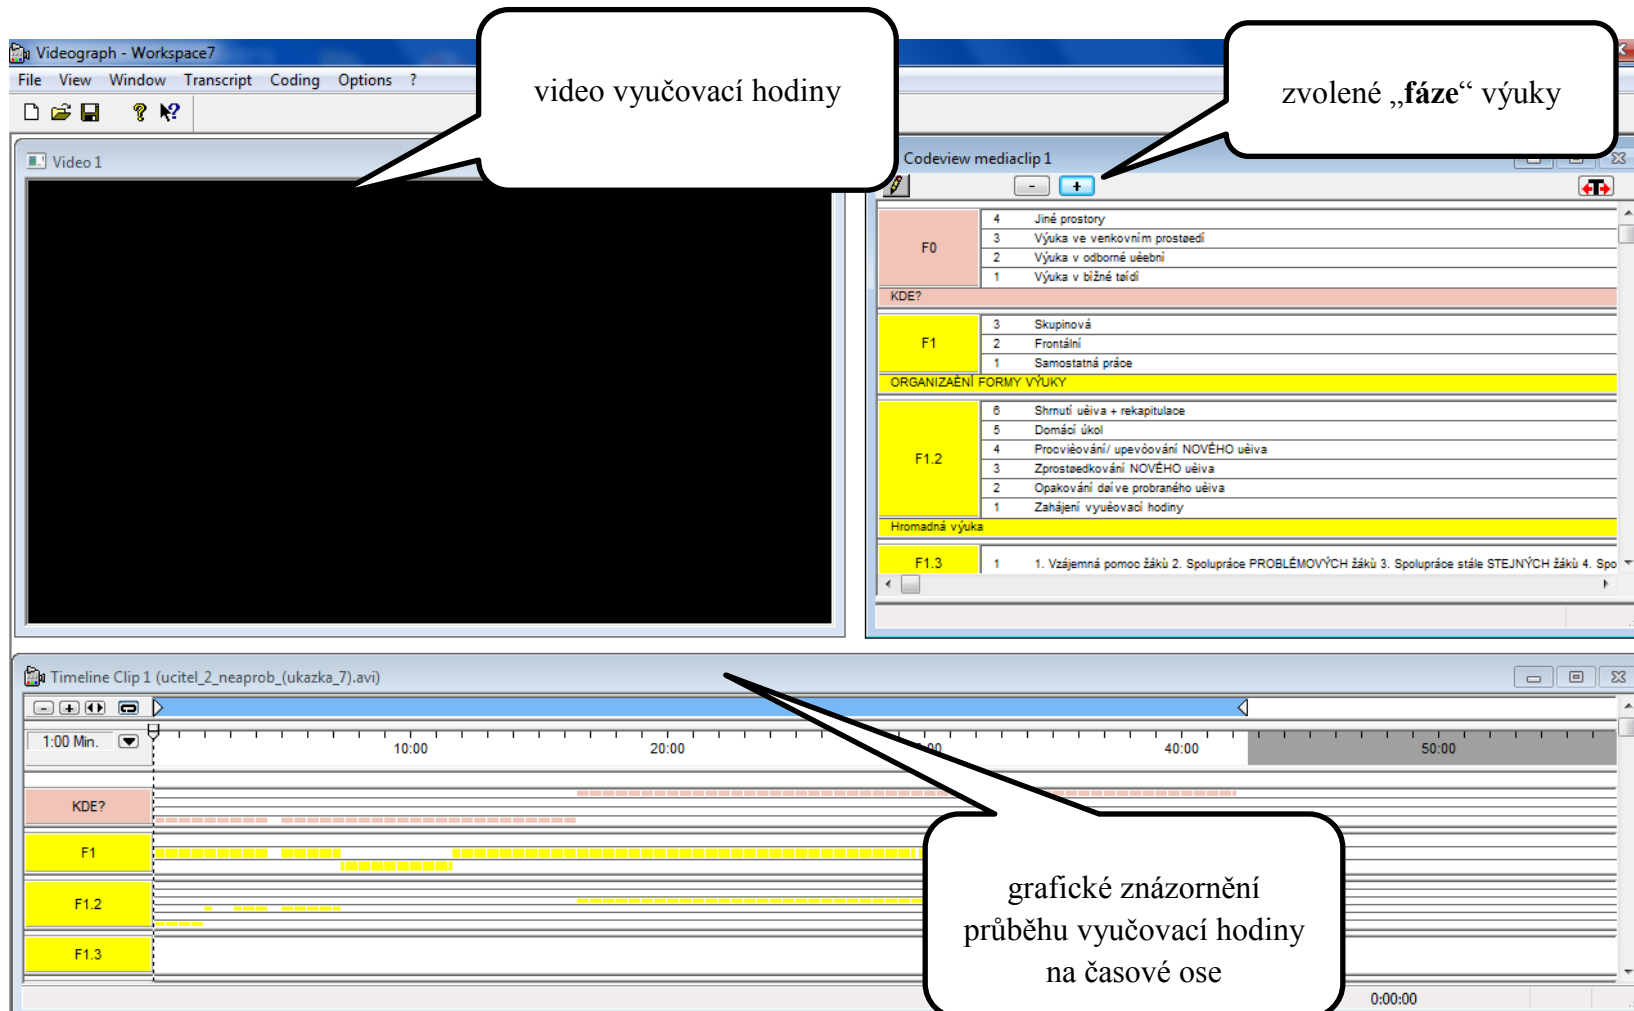 Videograph - Workspace7
File View Window Transcript Coding Options ?
video vyučovací hodiny
zvolené „fáze“ výuky
Video 1
Codeview mediaclip 1
- +
T
F0
4 Jiné prostory
3 Výuka ve venkovním prostøedí
2 Výuka v odborné uèebnì
1 Výuka v bìžné tøídì
KDE?
F1
3 Skupinová
2 Frontální
1 Samostatná práce
ORGANIZAÈNÍ FORMY VÝUKY
F1.2
6 Shrnutí uèiva + rekapitulace
5 Domácí úkol
4 Procvièování/ upevòování NOVÉHO uèiva
3 Zprostøedkování NOVÉHO uèiva
2 Opakování døíve probraného uèiva
1 Zahájení vyuèovací hodiny
Hromadná výuka
F1.3 1 1. Vzájemná pomoc žákù 2. Spolupráce PROBLÉMOVÝCH žákù 3. Spolupráce stále STEJNÝCH žákù 4. Spo
Timeline Clip 1 (ucitel_2_neaprob_(ukazka_7).avi)
1:00 Min.
10:00 20:00 40:00 50:00
KDE?
F1
F1.2
F1.3
grafické znázornění
průběhu vyučovací hodiny
na časové ose
0:00:00